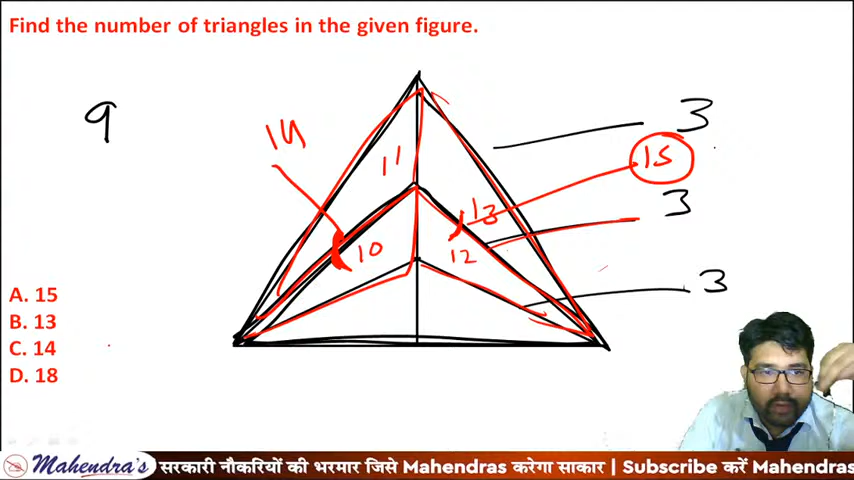 Find the number of triangles in the given figure.
9
3
14
11
15
13
3
10
12
3
A. 15
B. 13
C. 14
D. 18
Mahendra's सरकारी नौकरियों की भरमार जिसे Mahendras करेगा साकार | Subscribe करें Mahendra